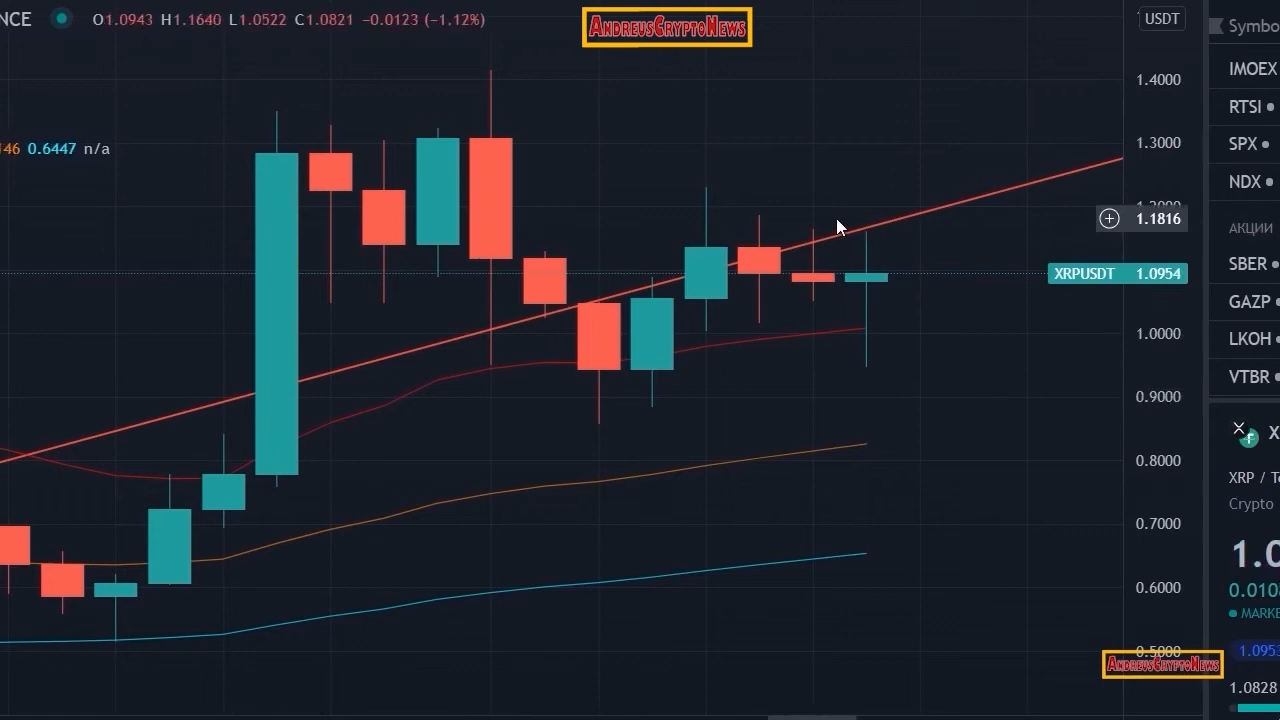 NCE O1.0943 H1.1640 L1.0522 C1.0821 −0.0123 (−1.12%)
ANDREUSCRYPTONEWS
USDT
Symbo
1.4000
IMOEX
RTSI
46 0.6447 n/a
1.3000
SPX
NDX
1.2000
1.1816
АКЦИИ
SBER
XRPUSDT 1.0954
GAZP
1.0000
LKOH
VTBR
0.9000
X
0.8000
XRP / Te
Crypto
0.7000
1.0
0.010
0.6000
MARKE
0.5000
1.0953
ANDREUSCRYPTONEWS
1.0828